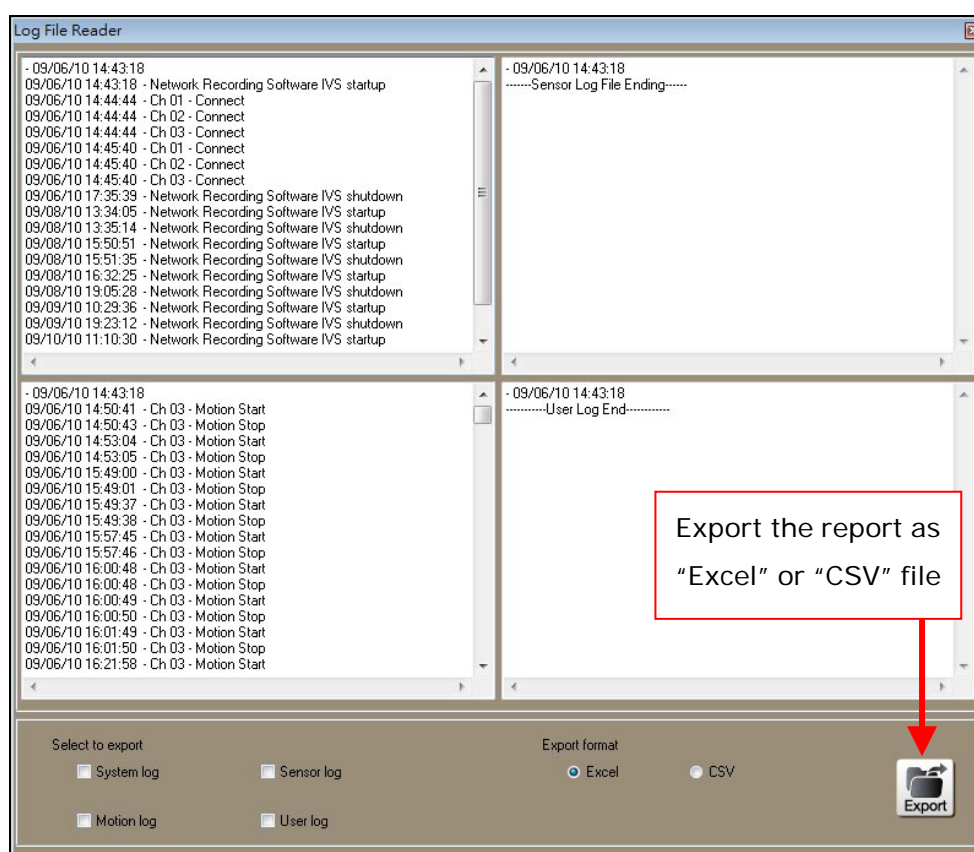 Log File Reader
- 09/06/10 14:43:18
09/06/10 14:43:18 - Network Recording Software IVS startup
09/06/10 14:44:44 - Ch 01 - Connect
09/06/10 14:44:44 - Ch 02 - Connect
09/06/10 14:44:44 - Ch 03 - Connect
09/06/10 14:45:40 - Ch 01 - Connect
09/06/10 14:45:40 - Ch 02 - Connect
09/06/10 14:45:40 - Ch 03 - Connect
09/06/10 17:35:39 - Network Recording Software IVS shutdown
09/08/10 13:34:05 - Network Recording Software IVS startup
09/08/10 13:35:14 - Network Recording Software IVS shutdown
09/08/10 15:50:51 - Network Recording Software IVS startup
09/08/10 15:51:35 - Network Recording Software IVS shutdown
09/08/10 16:32:25 - Network Recording Software IVS startup
09/08/10 19:05:28 - Network Recording Software IVS shutdown
09/09/10 10:29:36 - Network Recording Software IVS startup
09/09/10 19:23:12 - Network Recording Software IVS shutdown
09/10/10 11:10:30 - Network Recording Software IVS startup
- 09/06/10 14:43:18
------Sensor Log File Ending------
- 09/06/10 14:43:18
09/06/10 14:50:41 - Ch 03 - Motion Start
09/06/10 14:50:43 - Ch 03 - Motion Stop
09/06/10 14:53:04 - Ch 03 - Motion Start
09/06/10 14:53:05 - Ch 03 - Motion Stop
09/06/10 15:49:00 - Ch 03 - Motion Start
09/06/10 15:49:01 - Ch 03 - Motion Stop
09/06/10 15:49:37 - Ch 03 - Motion Start
09/06/10 15:49:38 - Ch 03 - Motion Stop
09/06/10 15:57:45 - Ch 03 - Motion Start
09/06/10 15:57:46 - Ch 03 - Motion Stop
09/06/10 16:00:48 - Ch 03 - Motion Start
09/06/10 16:00:48 - Ch 03 - Motion Stop
09/06/10 16:00:49 - Ch 03 - Motion Start
09/06/10 16:00:50 - Ch 03 - Motion Stop
09/06/10 16:01:49 - Ch 03 - Motion Start
09/06/10 16:01:50 - Ch 03 - Motion Stop
09/06/10 16:21:58 - Ch 03 - Motion Start
- 09/06/10 14:43:18
----------User Log End-----------
Export the report as
“Excel” or “CSV” file
Select to export
System log
Sensor log
Motion log
User log
Export format
Excel
CSV
Export